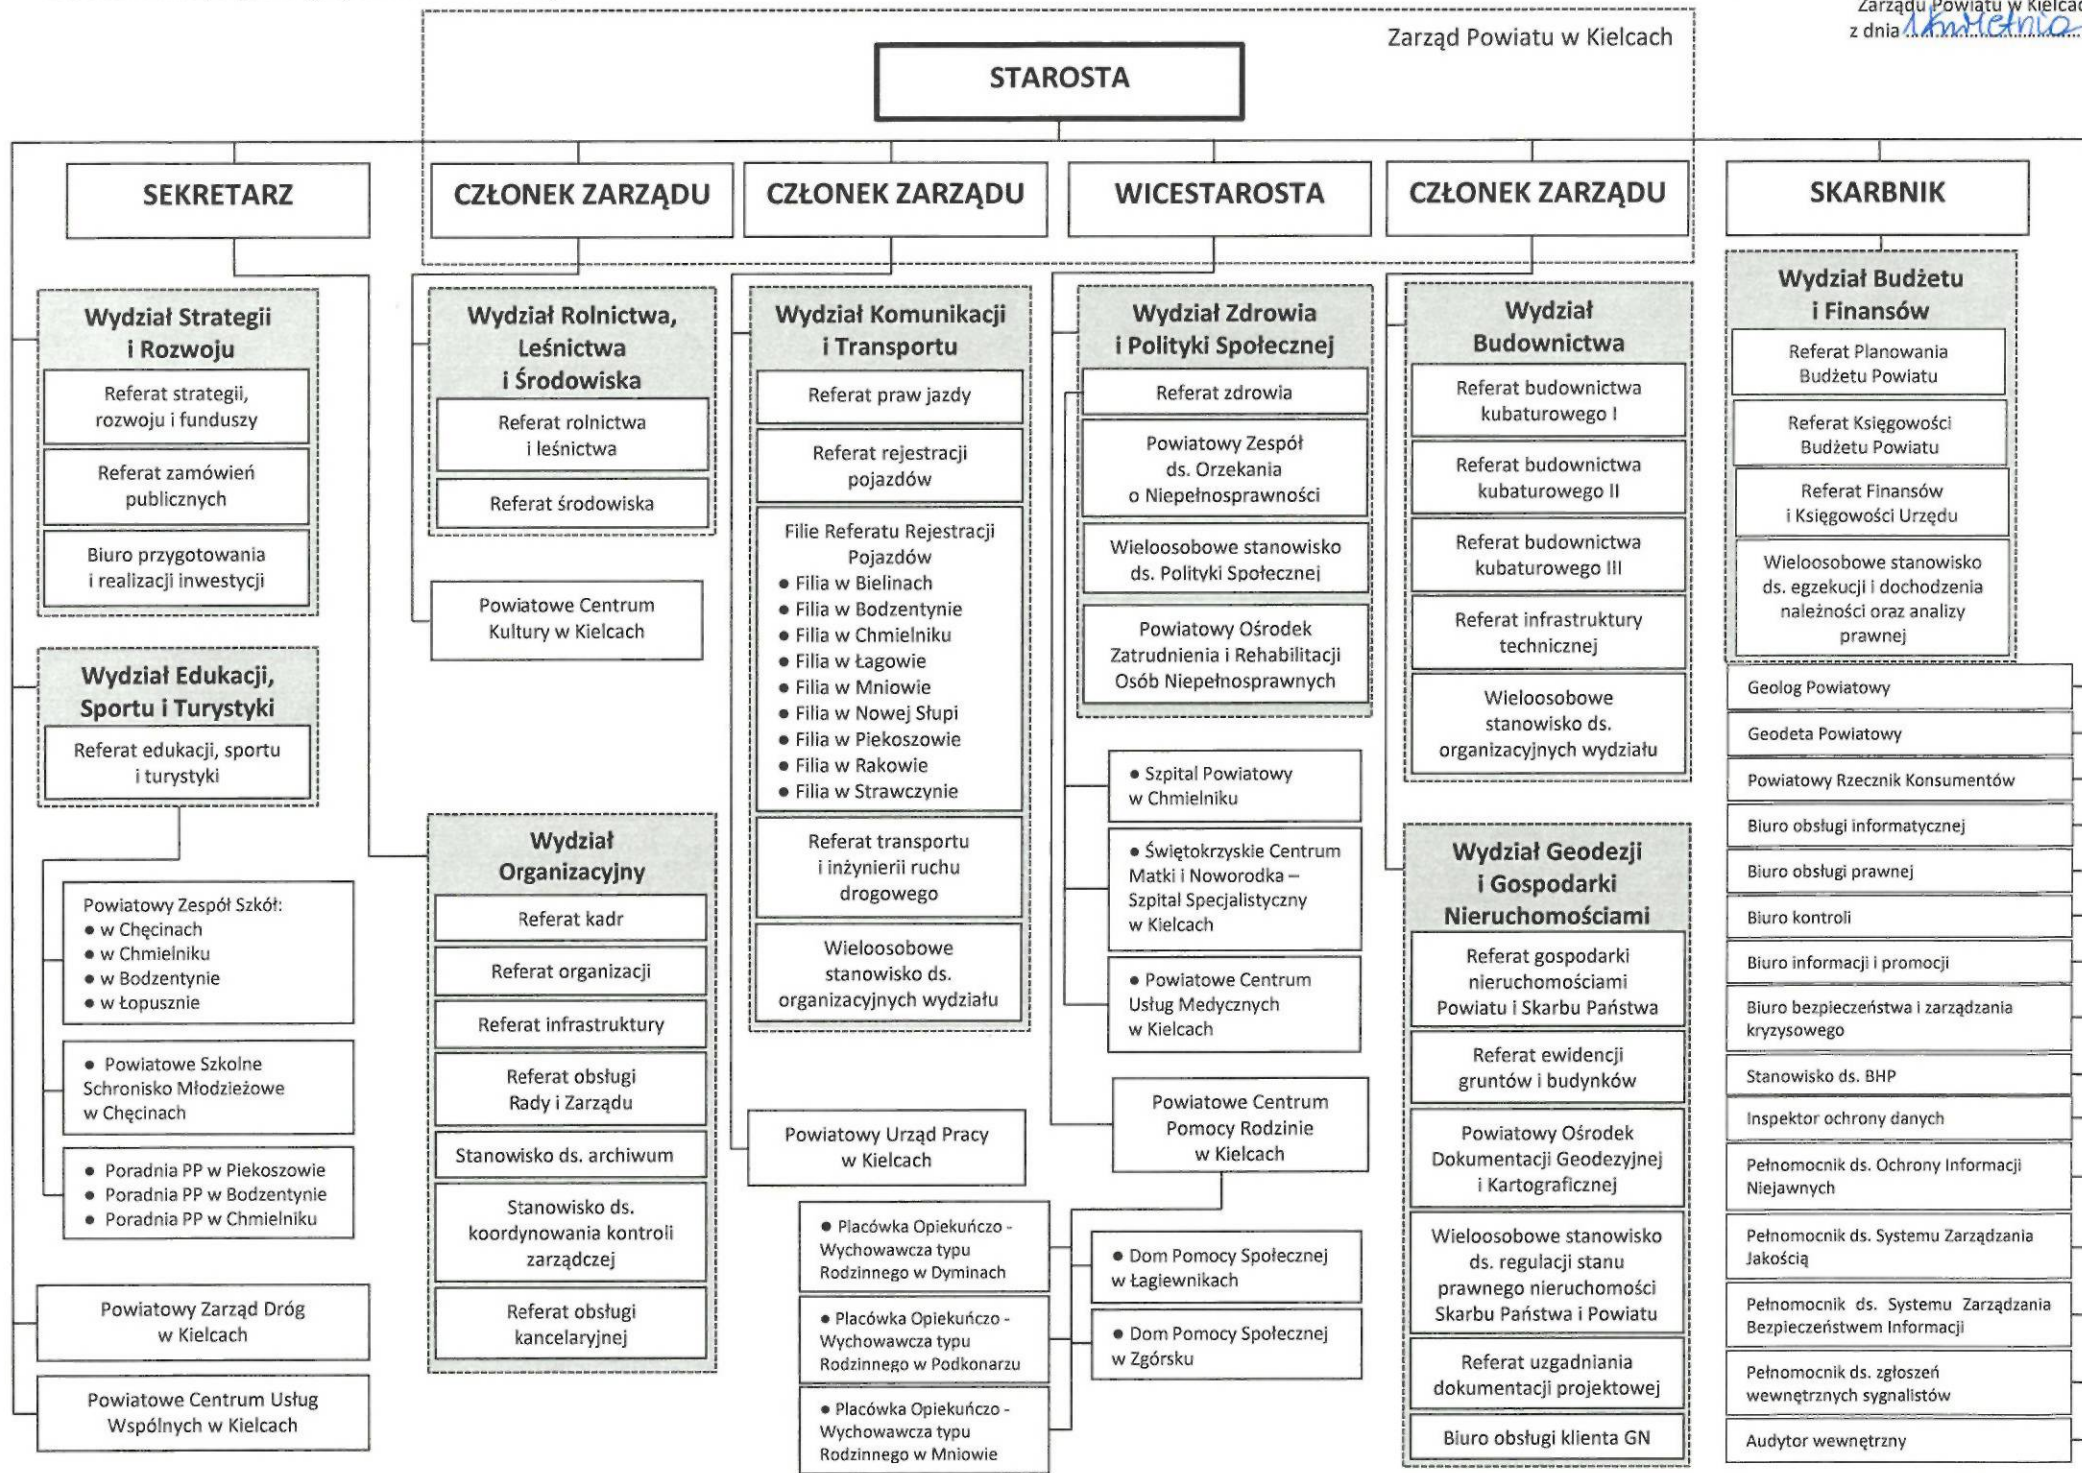 Zarządu Powiatu w Kielcach
z dnia 1 kwietnia
Zarząd Powiatu w Kielcach
STAROSTA
SEKRETARZ
CZŁONEK ZARZĄDU
CZŁONEK ZARZĄDU
WICESTAROSTA
CZŁONEK ZARZĄDU
SKARBNIK
Wydział Strategii
i Rozwoju
Referat strategii,
rozwoju i funduszy
Referat zamówień
publicznych
Biuro przygotowania
i realizacji inwestycji
Wydział Edukacji,
Sportu i Turystyki
Referat edukacji, sportu
i turystyki
Powiatowy Zespół Szkół:
● w Chęcinach
● w Chmielniku
● w Bodzentynie
● w Łopusznie
● Powiatowe Szkolne
Schronisko Młodzieżowe
w Chęcinach
● Poradnia PP w Piekoszowie
● Poradnia PP w Bodzentynie
● Poradnia PP w Chmielniku
Powiatowy Zarząd Dróg
w Kielcach
Powiatowe Centrum Usług
Wspólnych w Kielcach
Wydział Rolnictwa,
Leśnictwa
i Środowiska
Referat rolnictwa
i leśnictwa
Referat środowiska
Powiatowe Centrum
Kultury w Kielcach
Wydział
Organizacyjny
Referat kadr
Referat organizacji
Referat infrastruktury
Referat obsługi
Rady i Zarządu
Stanowisko ds. archiwum
Stanowisko ds.
koordynowania kontroli
zarządczej
Referat obsługi
kancelaryjnej
Wydział Komunikacji
i Transportu
Referat praw jazdy
Referat rejestracji
pojazdów
Filie Referatu Rejestracji
Pojazdów
● Filia w Bielinach
● Filia w Bodzentynie
● Filia w Chmielniku
● Filia w Łagowie
● Filia w Mniowie
● Filia w Nowej Słupi
● Filia w Piekoszowie
● Filia w Rakowie
● Filia w Strawczynie
Referat transportu
i inżynierii ruchu
drogowego
Wieloosobowe
stanowisko ds.
organizacyjnych wydziału
Powiatowy Urząd Pracy
w Kielcach
Wydział Zdrowia
i Polityki Społecznej
Referat zdrowia
Powiatowy Zespół
ds. Orzekania
o Niepełnosprawności
Wieloosobowe stanowisko
ds. Polityki Społecznej
Powiatowy Ośrodek
Zatrudnienia i Rehabilitacji
Osób Niepełnosprawnych
● Szpital Powiatowy
w Chmielniku
● Świętokrzyskie Centrum
Matki i Noworodka –
Szpital Specjalistyczny
w Kielcach
● Powiatowe Centrum
Usług Medycznych
w Kielcach
Powiatowe Centrum
Pomocy Rodzinie
w Kielcach
● Placówka Opiekuńczo -
Wychowawcza typu
Rodzinnego w Dyminach
● Placówka Opiekuńczo -
Wychowawcza typu
Rodzinnego w Podkonarzu
● Placówka Opiekuńczo -
Wychowawcza typu
Rodzinnego w Mniowie
● Dom Pomocy Społecznej
w Łagiewnikach
● Dom Pomocy Społecznej
w Zgórsku
Wydział
Budownictwa
Referat budownictwa
kubaturowego I
Referat budownictwa
kubaturowego II
Referat budownictwa
kubaturowego III
Referat infrastruktury
technicznej
Wieloosobowe
stanowisko ds.
organizacyjnych wydziału
Wydział Geodezji
i Gospodarki
Nieruchomościami
Referat gospodarki
nieruchomościami
Powiatu i Skarbu Państwa
Referat ewidencji
gruntów i budynków
Powiatowy Ośrodek
Dokumentacji Geodezyjnej
i Kartograficznej
Wieloosobowe stanowisko
ds. regulacji stanu
prawnego nieruchomości
Skarbu Państwa i Powiatu
Referat uzgadniania
dokumentacji projektowej
Biuro obsługi klienta GN
Wydział Budżetu
i Finansów
Referat Planowania
Budżetu Powiatu
Referat Księgowości
Budżetu Powiatu
Referat Finansów
i Księgowości Urzędu
Wieloosobowe stanowisko
ds. egzekucji i dochodzenia
należności oraz analizy
prawnej
Geolog Powiatowy
Geodeta Powiatowy
Powiatowy Rzecznik Konsumentów
Biuro obsługi informatycznej
Biuro obsługi prawnej
Biuro kontroli
Biuro informacji i promocji
Biuro bezpieczeństwa i zarządzania
kryzysowego
Stanowisko ds. BHP
Inspektor ochrony danych
Pełnomocnik ds. Ochrony Informacji
Niejawnych
Pełnomocnik ds. Systemu Zarządzania
Jakością
Pełnomocnik ds. Systemu Zarządzania
Bezpieczeństwem Informacji
Pełnomocnik ds. zgłoszeń
wewnętrznych sygnalistów
Audytor wewnętrzny